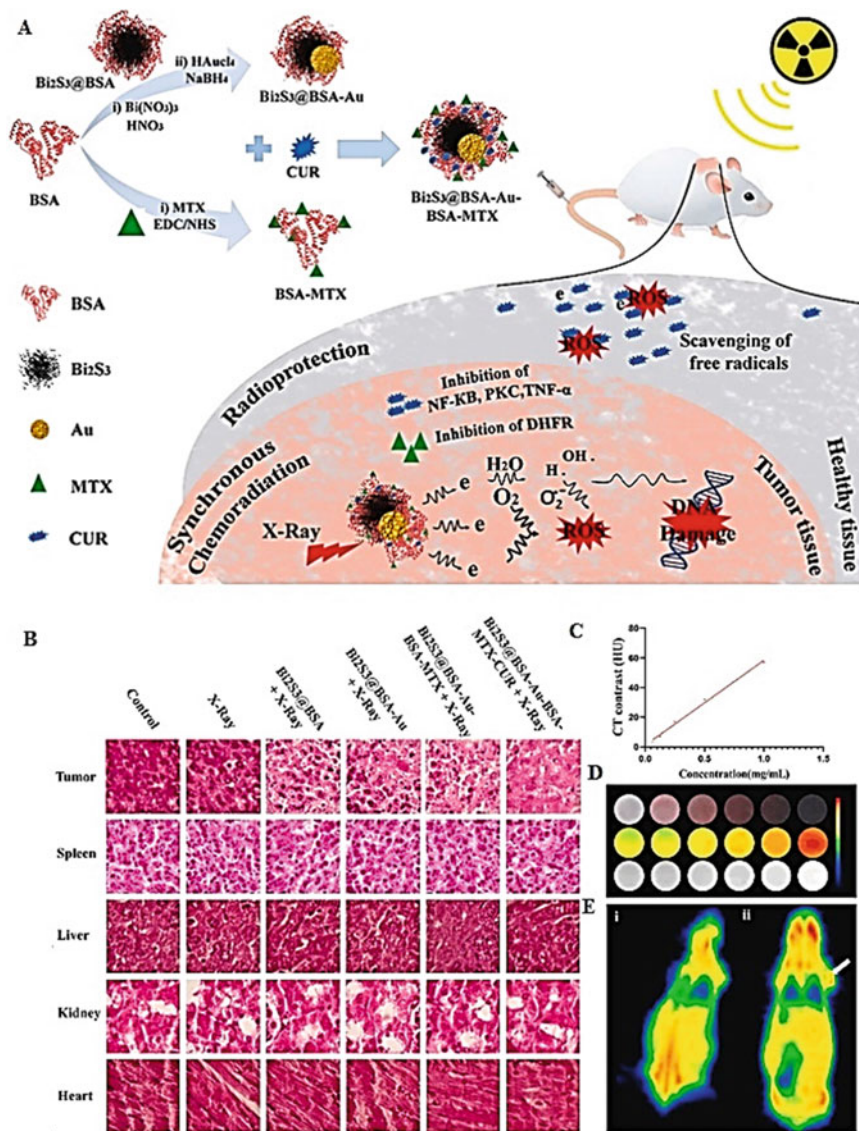 A
Bi2S3@BSA
ii) HAucl4
NaBH4
Bi2S3@BSA-Au
i) Bi(NO3)3
HNO3
BSA
CUR
Bi2S3@BSA-Au-
BSA-MTX
i) MTX
EDC/NHS
BSA-MTX
BSA
Bi2S3
Au
MTX
CUR
e
e
ROS
ROS
Scavenging of
free radicals
Radioprotection
Inhibition of
NF-KB, PKC,TNF-α
Inhibition of DHFR
Synchronous
Chemoradiation
X-Ray
e
e
e
H2O
O2
OH.
H.
O2.-
ROS
DNA
Damage
Tumor tissue
Healthy tissue
B
Control
X-Ray
Bi2S3@BSA
+ X-Ray
Bi2S3@BSA-Au
+ X-Ray
Bi2S3@BSA-Au-
BSA-MTX + X-Ray
Bi2S3@BSA-Au-BSA-
MTX-CUR + X-Ray
Tumor
Spleen
Liver
Kidney
Heart
C
CT contrast (HU)
80
60
40
20
0
0.0
0.5
1.0
1.5
Concentration(mg/mL)
D
E
i
ii